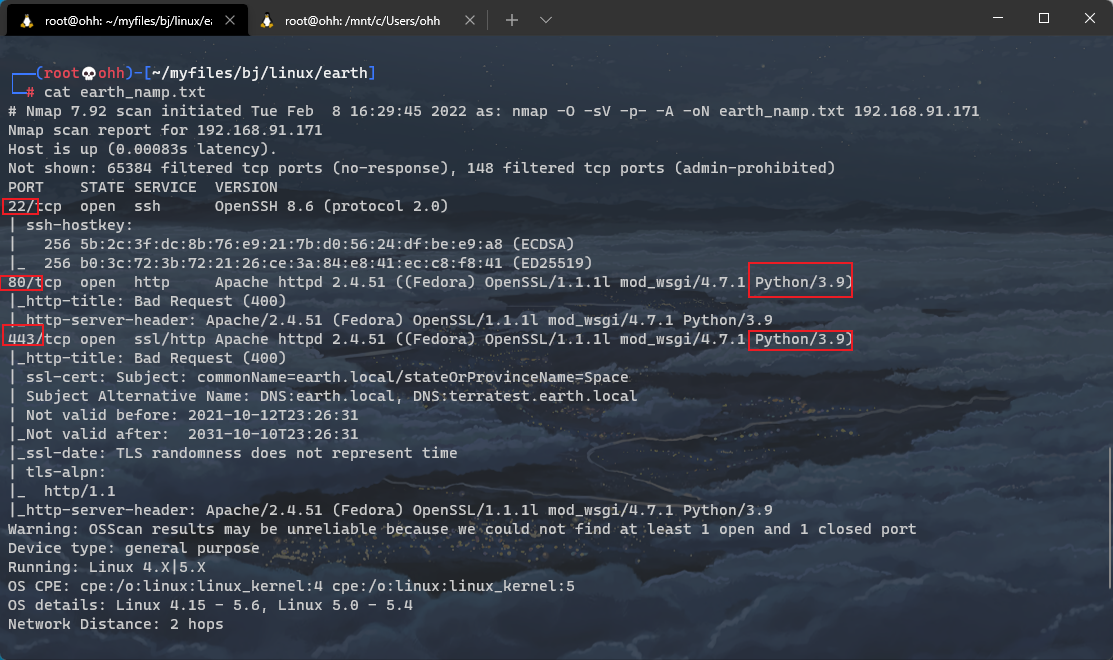 root@ohh: ~/myfiles/bj/linux/ea
root@ohh: /mnt/c/Users/ohh
┌──(root💀ohh)-[~/myfiles/bj/linux/earth]
└─# cat earth_namp.txt
# Nmap 7.92 scan initiated Tue Feb  8 16:29:45 2022 as: nmap -O -sV -p- -A -oN earth_namp.txt 192.168.91.171
Nmap scan report for 192.168.91.171
Host is up (0.00083s latency).
Not shown: 65384 filtered tcp ports (no-response), 148 filtered tcp ports (admin-prohibited)
PORT    STATE SERVICE  VERSION
22/tcp  open  ssh      OpenSSH 8.6 (protocol 2.0)
| ssh-hostkey:
|   256 5b:2c:3f:dc:8b:76:e9:21:7b:d0:56:24:df:be:e9:a8 (ECDSA)
|_  256 b0:3c:72:3b:72:21:26:ce:3a:84:e8:41:ec:c8:f8:41 (ED25519)
80/tcp  open  http     Apache httpd 2.4.51 ((Fedora) OpenSSL/1.1.1l mod_wsgi/4.7.1 Python/3.9)
|_http-title: Bad Request (400)
|_http-server-header: Apache/2.4.51 (Fedora) OpenSSL/1.1.1l mod_wsgi/4.7.1 Python/3.9
443/tcp open  ssl/http Apache httpd 2.4.51 ((Fedora) OpenSSL/1.1.1l mod_wsgi/4.7.1 Python/3.9)
|_http-title: Bad Request (400)
| ssl-cert: Subject: commonName=earth.local/stateOrProvinceName=Space
| Subject Alternative Name: DNS:earth.local, DNS:terratest.earth.local
| Not valid before: 2021-10-12T23:26:31
|_Not valid after:  2031-10-10T23:26:31
|_ssl-date: TLS randomness does not represent time
| tls-alpn:
|_  http/1.1
|_http-server-header: Apache/2.4.51 (Fedora) OpenSSL/1.1.1l mod_wsgi/4.7.1 Python/3.9
Warning: OSScan results may be unreliable because we could not find at least 1 open and 1 closed port
Device type: general purpose
Running: Linux 4.X|5.X
OS CPE: cpe:/o:linux:linux_kernel:4 cpe:/o:linux:linux_kernel:5
OS details: Linux 4.15 - 5.6, Linux 5.0 - 5.4
Network Distance: 2 hops